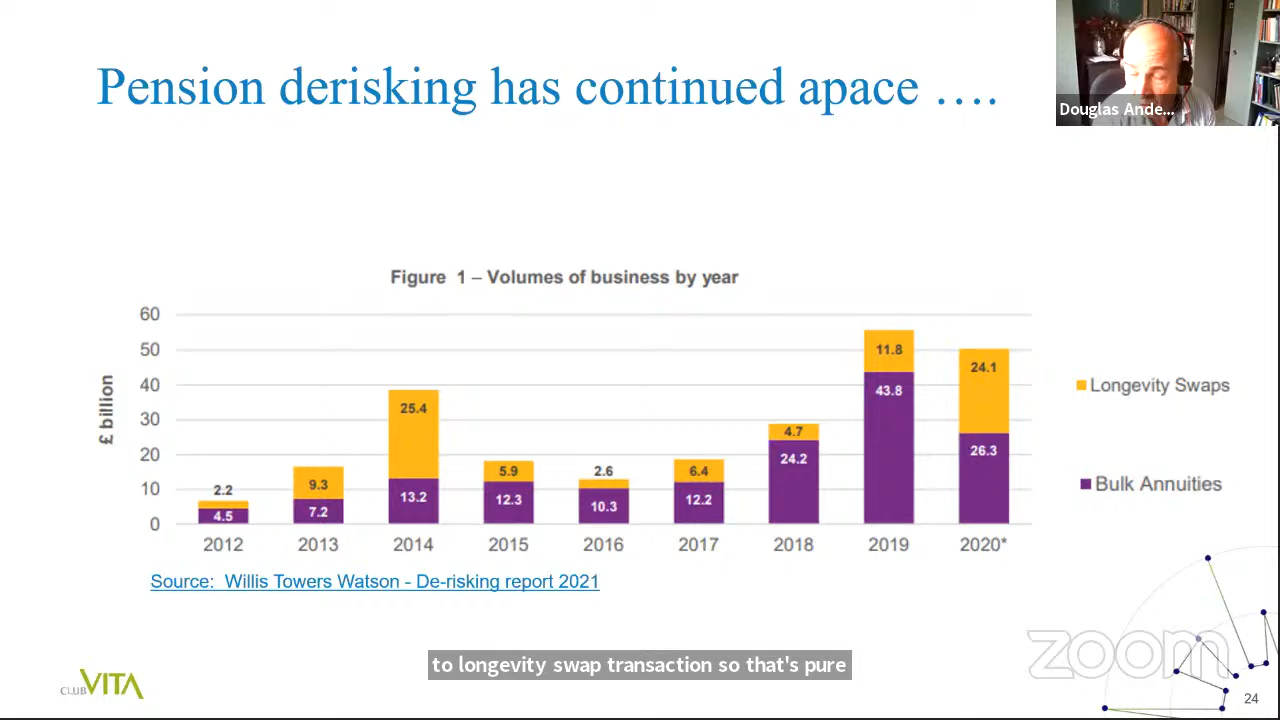 Pension derisking has continued apace ….
Douglas Ande...
Figure 1 – Volumes of business by year
£ billion
60
50
40
30
20
10
0
2.2
4.5
9.3
7.2
25.4
13.2
5.9
12.3
2.6
10.3
6.4
12.2
4.7
24.2
11.8
43.8
24.1
26.3
2012 2013 2014 2015 2016 2017 2018 2019 2020*
Longevity Swaps
Bulk Annuities
Source: Willis Towers Watson - De-risking report 2021
to longevity swap transaction so that's pure
zoom
CLUB VITA
24